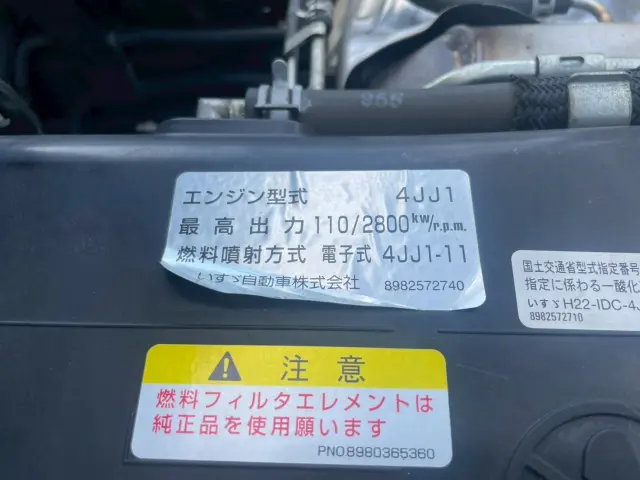 955
エンジン型式 4JJ1
最高出力 110/2800kw/r.p.m.
燃料噴射方式 電子式 4JJ1-11
いすゞ自動車株式会社 8982572740
国土交通省型式指定番号
指定に係わる一酸化
いすゞH22-IDC-4J
8982572710
注意
燃料フィルタエレメントは
純正品を使用願います
PNO8980365360